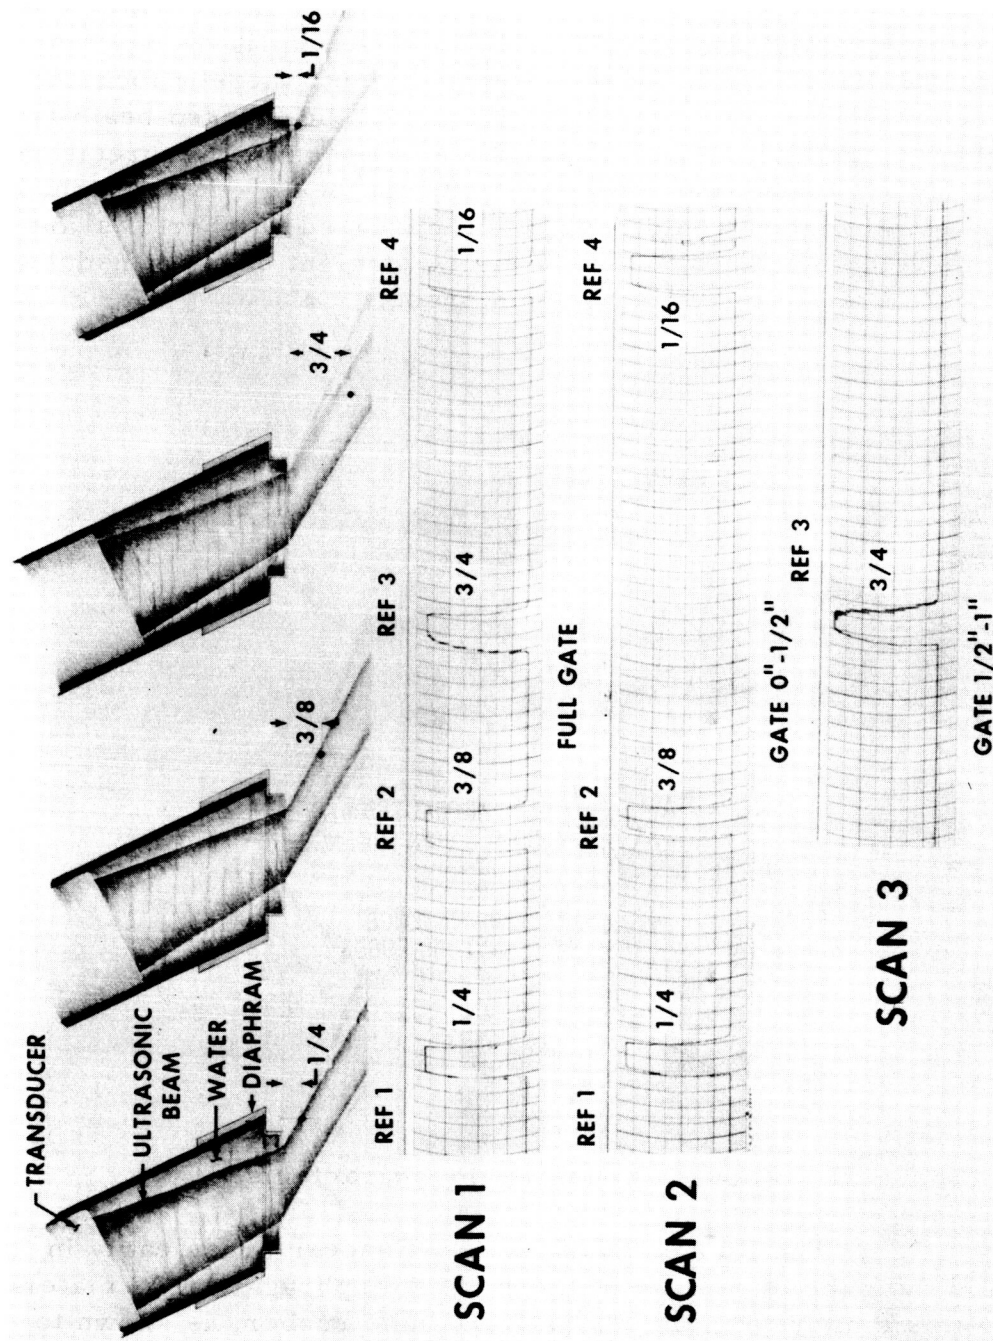 TRANSDUCER
ULTRASONIC
BEAM
WATER
DIAPHRAM
1/4
3/8
3/4
1/16
REF 1
REF 2
REF 3
REF 4
1/4
3/8
3/4
1/16
SCAN 1
FULL GATE
REF 1
REF 2
REF 4
1/4
3/8
1/16
SCAN 2
GATE 0"-1/2"
REF 3
3/4
SCAN 3
GATE 1/2"-1"